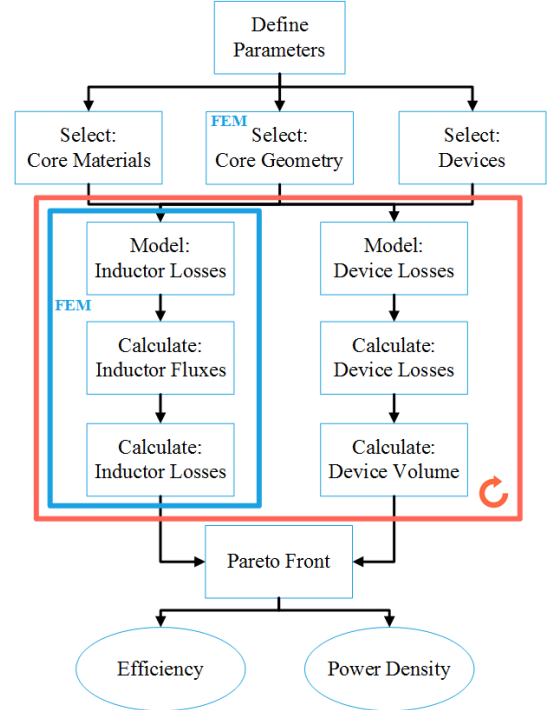 Define
Parameters
Select:
Core Materials
FEM
Select:
Core Geometry
Select:
Devices
FEM
Model:
Inductor Losses
Calculate:
Inductor Fluxes
Calculate:
Inductor Losses
Model:
Device Losses
Calculate:
Device Losses
Calculate:
Device Volume
Pareto Front
Efficiency
Power Density